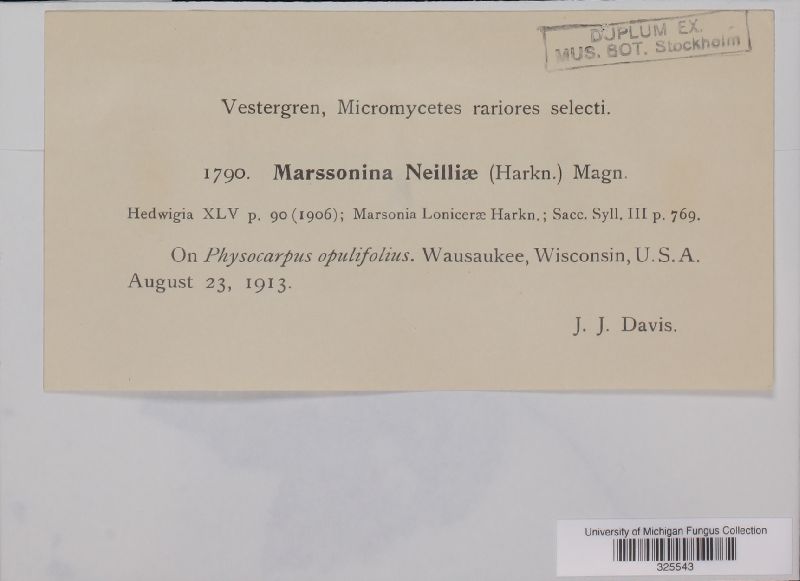 DUPLUM EX.
MUS. BOT. Stockholm
Vestergren, Micromycetes rariores selecti.
1790. Marssonina Neilliæ (Harkn.) Magn.
Hedwigia XLV p. 90 (1906); Marsonia Loniceræ Harkn.; Sacc. Syll. III p. 769.
On Physocarpus opulifolius. Wausaukee, Wisconsin, U.S.A.
August 23, 1913.
J. J. Davis.
University of Michigan Fungus Collection
325543